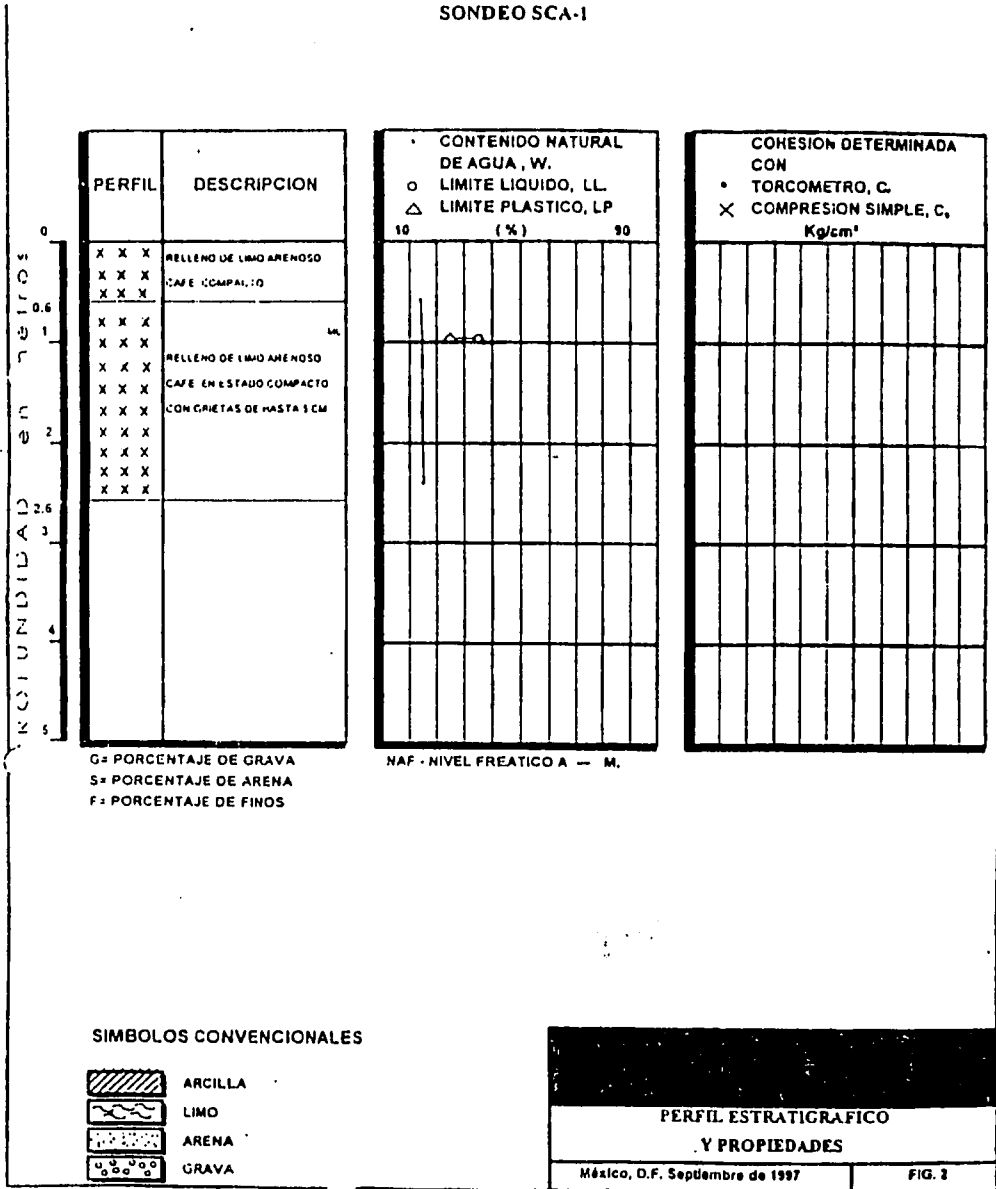 SONDEO SCA-1
PERFIL
DESCRIPCION
CONTENIDO NATURAL
DE AGUA, W.
LIMITE LIQUIDO, LL.
LIMITE PLASTICO, LP
10 (%) 90
COHESION DETERMINADA
CON
TORCOMETRO, C.
COMPRESION SIMPLE, C.
Kg/cm²
PROFUNDIDAD en metros
0
0.6
1
2
2.6
3
4
5
RELLENO DE LIMO ARENOSO
CAFE COMPACTO
ML
RELLENO DE LIMO ARENOSO
CAFE EN ESTADO COMPACTO
CON GRIETAS DE HASTA 5 CM
G= PORCENTAJE DE GRAVA
S= PORCENTAJE DE ARENA
F= PORCENTAJE DE FINOS
NAF - NIVEL FREATICO A — M.
SIMBOLOS CONVENCIONALES
ARCILLA
LIMO
ARENA
GRAVA
PERFIL ESTRATIGRAFICO
Y PROPIEDADES
México, D.F. Septiembre de 1997
FIG. 2